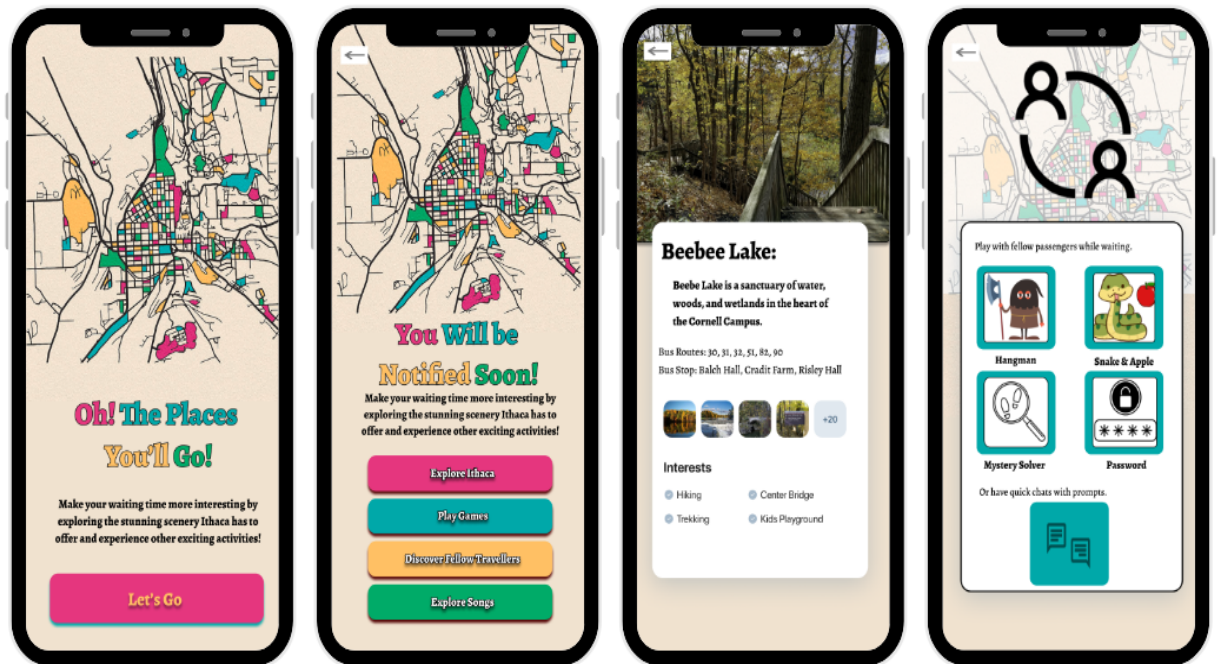 Oh! The Places
You'll Go!
Make your waiting time more interesting by
exploring the stunning scenery Ithaca has to
offer and experience other exciting activities!
Let's Go
You Will be
Notified Soon!
Make your waiting time more interesting by
exploring the stunning scenery Ithaca has to
offer and experience other exciting activities!
Explore Ithaca
Play Games
Discover Fellow Travellers
Explore Songs
Beebee Lake:
Beebe Lake is a sanctuary of water,
woods, and wetlands in the heart of
the Cornell Campus.
Bus Routes: 30, 31, 32, 51, 82, 90
Bus Stop: Balch Hall, Cradit Farm, Risley Hall
+20
Interests
Hiking
Center Bridge
Trekking
Kids Playground
Play with fellow passengers while waiting.
Hangman
Snake & Apple
Mystery Solver
Password
Or have quick chats with prompts.